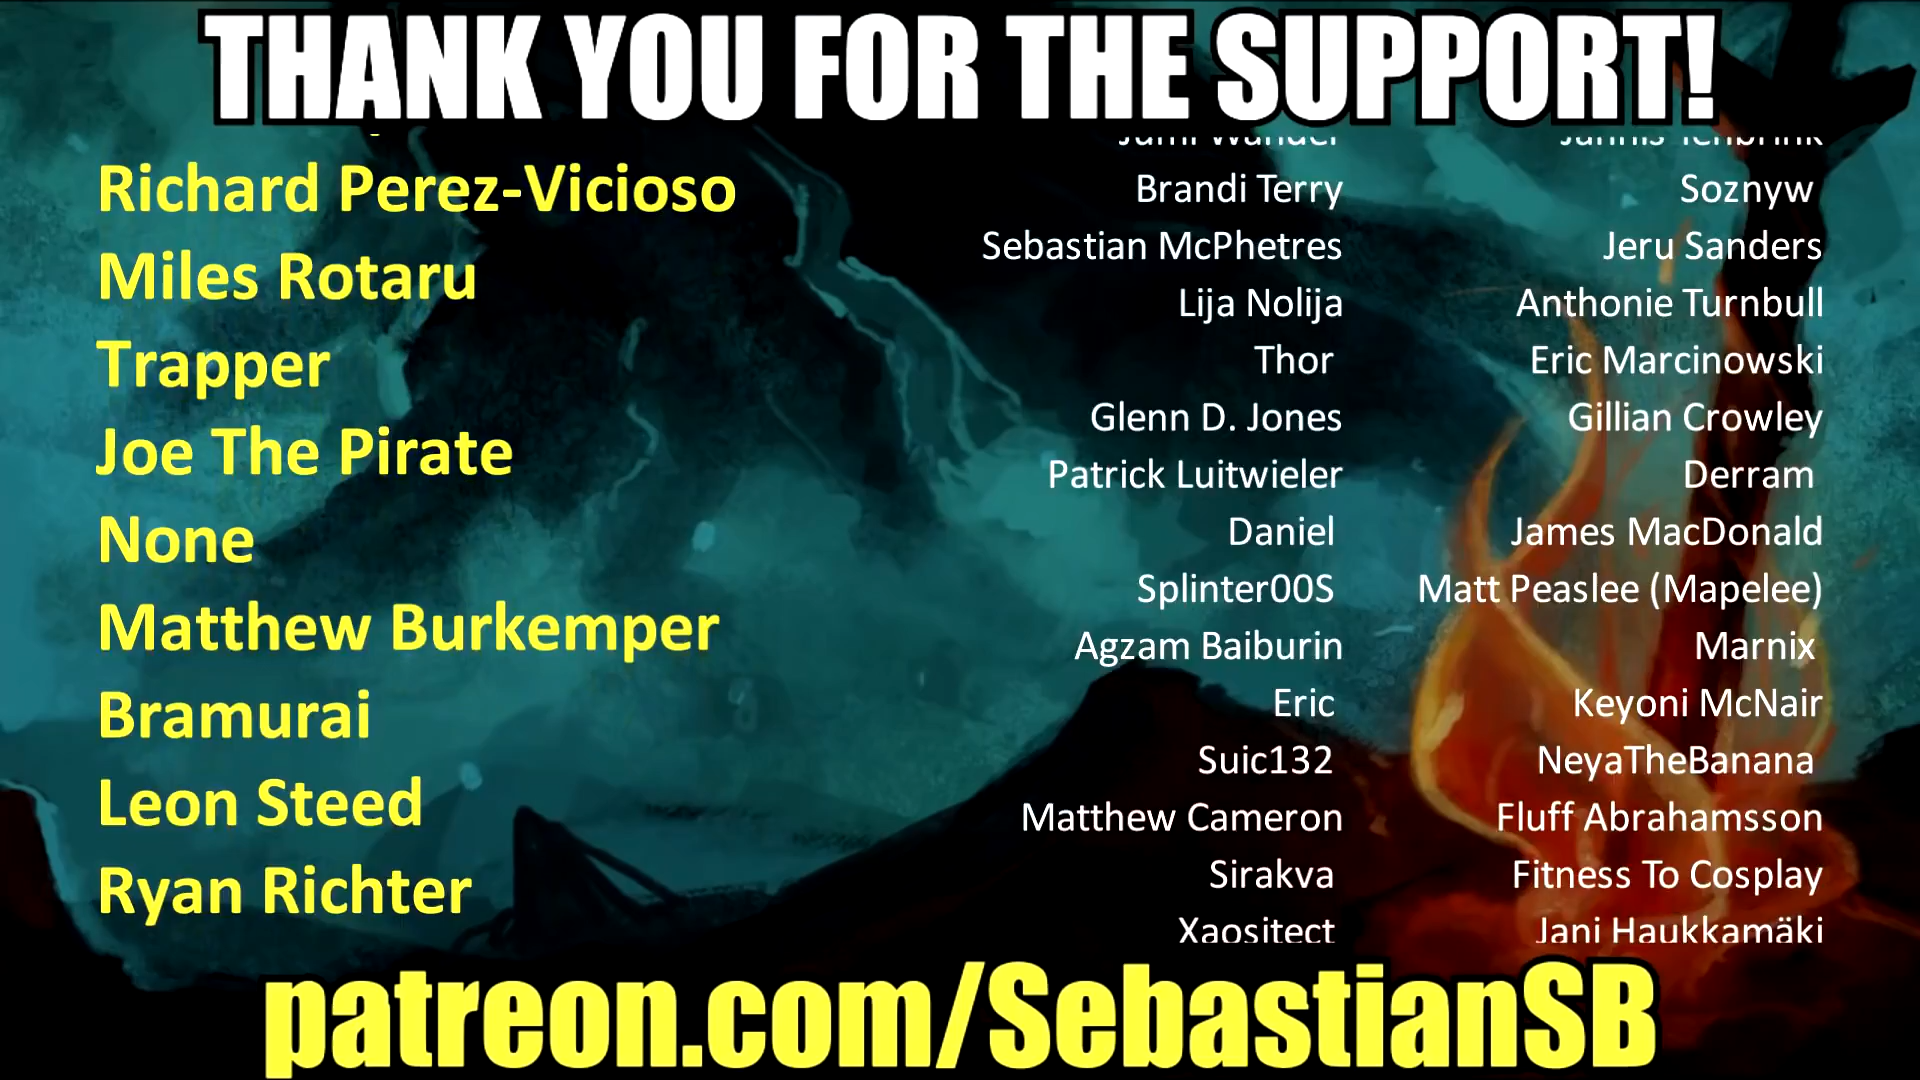 THANK YOU FOR THE SUPPORT!
Richard Perez-Vicioso
Miles Rotaru
Trapper
Joe The Pirate
None
Matthew Burkemper
Bramurai
Leon Steed
Ryan Richter
Brandi Terry
Sebastian McPhetres
Lija Nolija
Thor
Glenn D. Jones
Patrick Luitwieler
Daniel
Splinter00S
Agzam Baiburin
Eric
Suic132
Matthew Cameron
Sirakva
Xaositect
Soznyw
Jeru Sanders
Anthonie Turnbull
Eric Marcinowski
Gillian Crowley
Derram
James MacDonald
Matt Peaslee (Mapelee)
Marnix
Keyoni McNair
NeyaTheBanana
Fluff Abrahamsson
Fitness To Cosplay
Jani Haukkamäki
patreon.com/SebastianSB